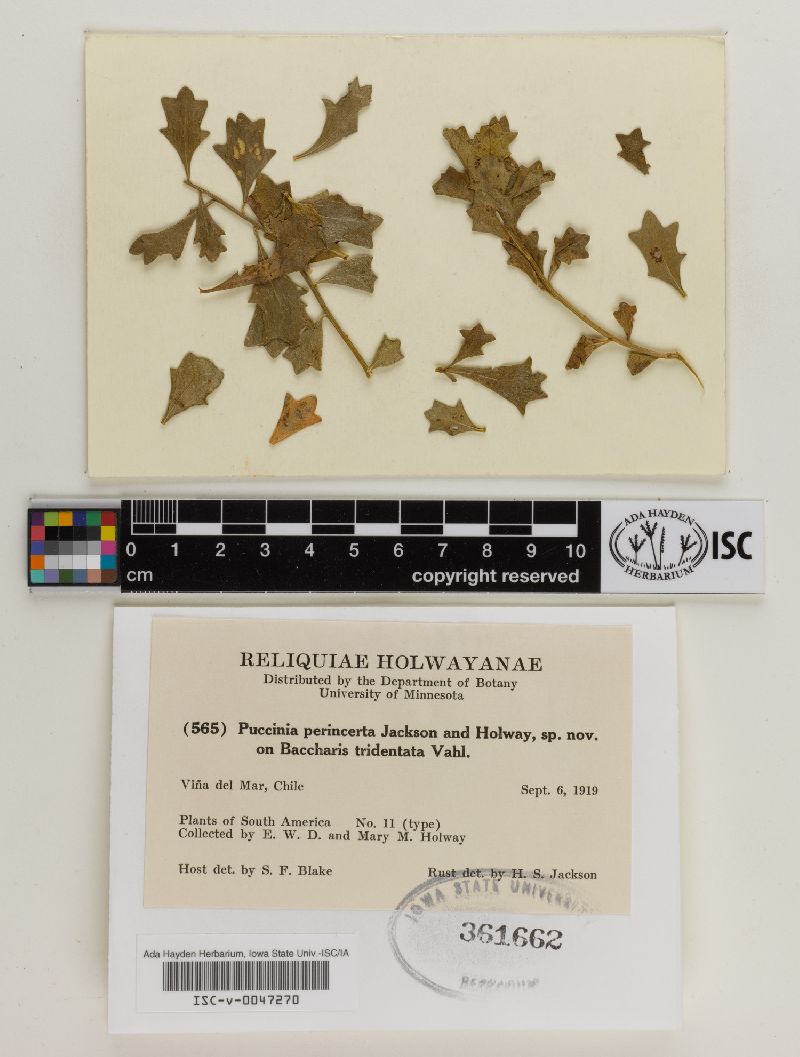 0 1 2 3 4 5 6 7 8 9 10
cm
copyright reserved
ADA HAYDEN
HERBARIUM
ISC
RELIQUIAE HOLWAYANAE
Distributed by the Department of Botany
University of Minnesota
(565) Puccinia perincerta Jackson and Holway, sp. nov.
on Baccharis tridentata Vahl.
Viña del Mar, Chile Sept. 6, 1919
Plants of South America No. 11 (type)
Collected by E. W. D. and Mary M. Holway
Host det. by S. F. Blake Rust det. by H. S. Jackson
IOWA STATE UNIVERSITY
361662
HERBARIUM
Ada Hayden Herbarium, Iowa State Univ.-ISC/IA
ISC-v-0047270